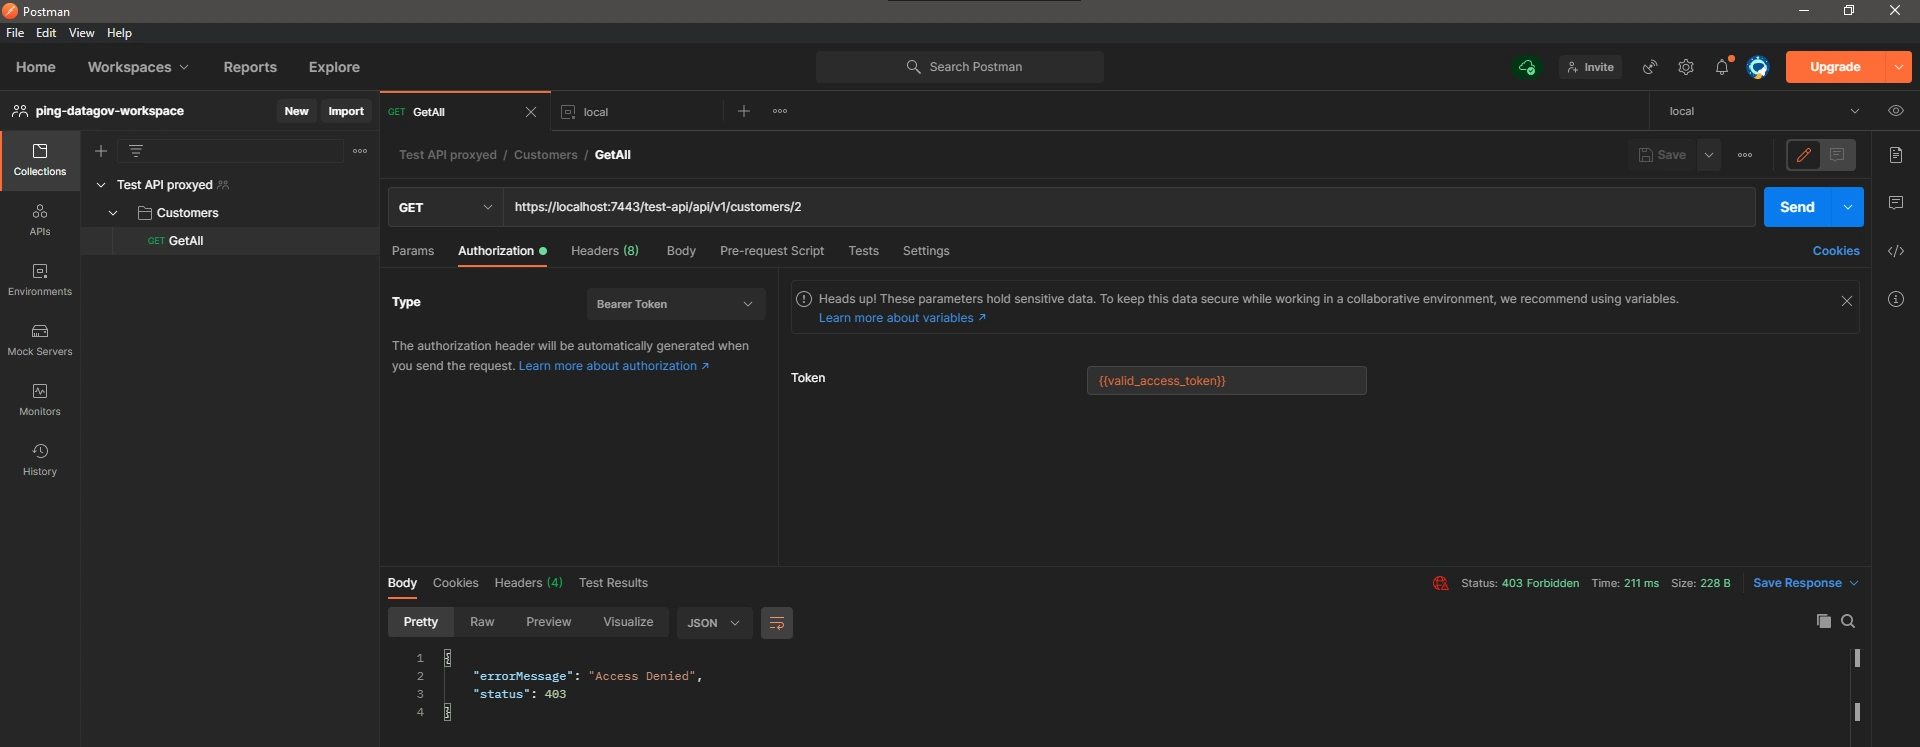 Postman
File Edit View Help
Home Workspaces Reports Explore
Search Postman
Invite
Upgrade
ping-datagov-workspace
New Import
GET GetAll
local
local
Collections
APIs
Environments
Mock Servers
Monitors
History
Test API proxyed
Customers
GET GetAll
Test API proxyed / Customers / GetAll
Save
GET
https://localhost:7443/test-api/api/v1/customers/2
Send
Params Authorization Headers (8) Body Pre-request Script Tests Settings
Cookies
Type
Bearer Token
The authorization header will be automatically generated when
you send the request. Learn more about authorization ↗
Heads up! These parameters hold sensitive data. To keep this data secure while working in a collaborative environment, we recommend using variables.
Learn more about variables ↗
Token
{{valid_access_token}}
Body Cookies Headers (4) Test Results
Status: 403 Forbidden Time: 211 ms Size: 228 B
Save Response
Pretty Raw Preview Visualize JSON
1 {
2 "errorMessage": "Access Denied",
3 "status": 403
4 }